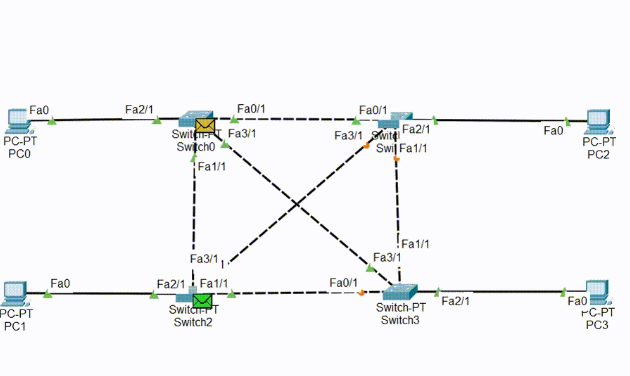 Fa0
Fa2/1
Fa0/1
Fa0/1
PC-PT
PC0
Switch-PT
Switch0
Fa3/1
Fa1/1
Fa3/1
Fa2/1
Fa1/1
Fa0
PC-PT
PC2
Fa3/1
Fa1/1
Fa3/1
Fa0
Fa2/1
Fa1/1
Fa0/1
PC-PT
PC1
Switch-PT
Switch2
Switch-PT
Switch3
Fa2/1
Fa0
PC-PT
PC3